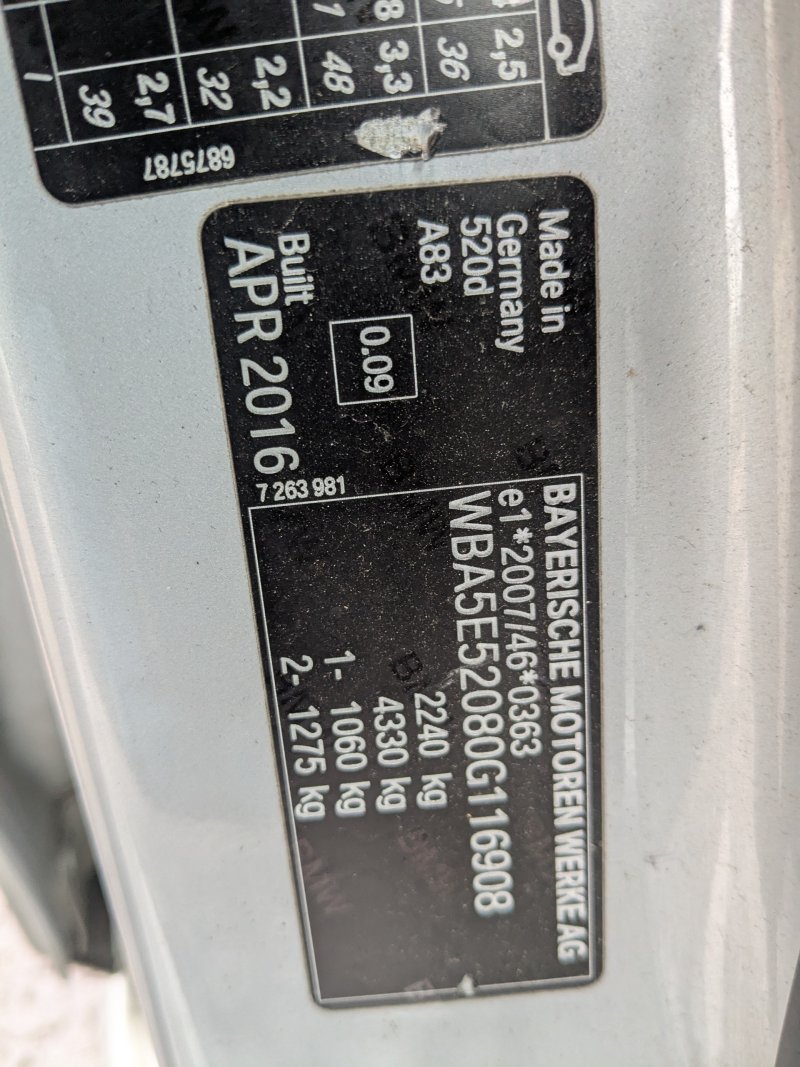 2,5
36
3,3
48
2,2
32
2,7
39
6875787
Made in
Germany
520d
A83
0.09
Built
APR 2016
7 263 981
BAYERISCHE MOTOREN WERKE AG
e1*2007/46*0363
WBA5E52080G116908
2240 kg
4330 kg
1- 1060 kg
2- 1275 kg